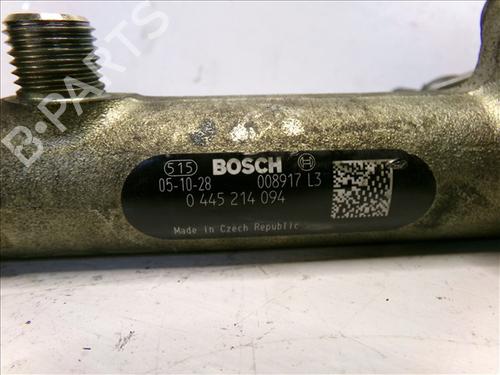 B-PARTS
515 BOSCH
05-10-28 008917 L3
0 445 214 094
Made in Czech Republic